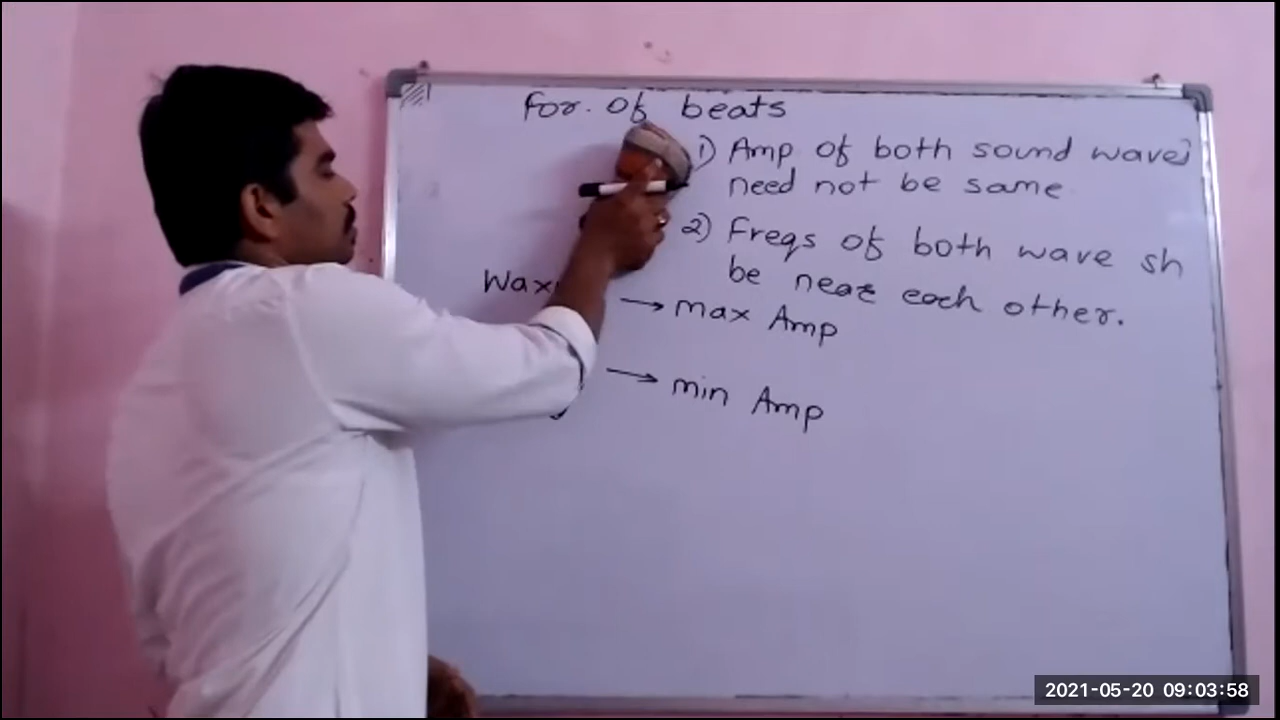 for. Of beats
1) Amp of both sound waves
need not be same
2) Freqs of both wave sh
be near each other.
→ max Amp
→ min Amp
2021-05-20 09:03:58